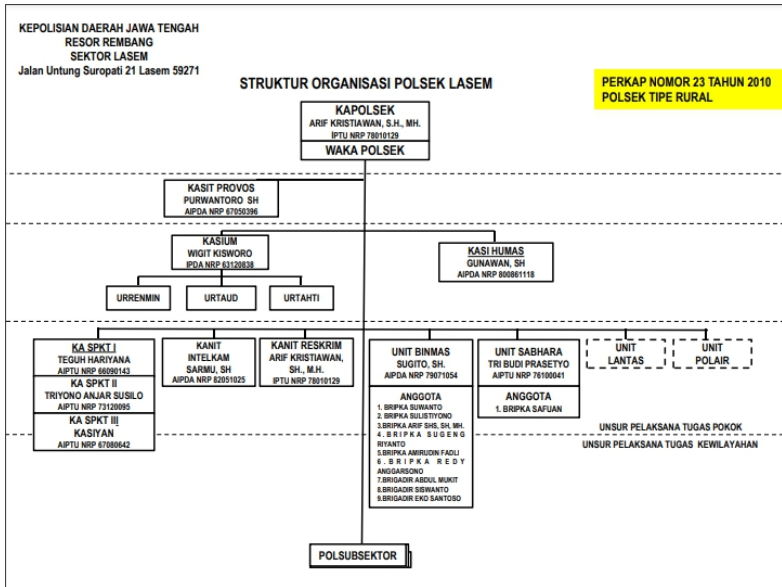 KEPOLISIAN DAERAH JAWA TENGAH
RESOR REMBANG
SEKTOR LASEM
Jalan Untung Suropati 21 Lasem 59271
STRUKTUR ORGANISASI POLSEK LASEM
PERKAP NOMOR 23 TAHUN 2010
POLSEK TIPE RURAL
KAPOLSEK
ARIF KRISTIAWAN, S.H., MH.
IPTU NRP 78010129
WAKA POLSEK
KASIT PROVOS
PURWANTORO SH
AIPDA NRP 67050396
KASIUM
WIGIT KISWORO
IPDA NRP 63120838
KASI HUMAS
GUNAWAN, SH
AIPDA NRP 800861118
URRENMIN
URTAUD
URTAHTI
KA SPKT I
TEGUH HARIYANA
AIPTU NRP 66090143
KA SPKT II
TRIYONO ANJAR SUSILO
AIPTU NRP 73120095
KA SPKT III
KASIYAN
AIPTU NRP 67080642
KANIT
INTELKAM
SARMU, SH
AIPDA NRP 82051025
KANIT RESKRIM
ARIF KRISTIAWAN,
SH., M.H.
IPTU NRP 78010129
UNIT BINMAS
SUGITO, SH.
AIPDA NRP 79071054
ANGGOTA
1. BRIPKA SUWANTO
2. BRIPKA SULISTIYONO
3.BRIPKA ARIF SHS, SH, MH.
4. BRIPKA SUGENG
RIYANTO
5.BRIPKA AMIRUDIN FADLI
6. BRIPKA REDY
ANGGARSONO
7.BRIGADIR ABDUL MUKIT
8.BRIGADIR SISWANTO
9.BRIGADIR EKO SANTOSO
UNIT SABHARA
TRI BUDI PRASETYO
AIPTU NRP 76100041
ANGGOTA
1. BRIPKA SAFUAN
UNIT
LANTAS
UNIT
POLAIR
UNSUR PELAKSANA TUGAS POKOK
UNSUR PELAKSANA TUGAS KEWILAYAHAN
POLSUBSEKTOR